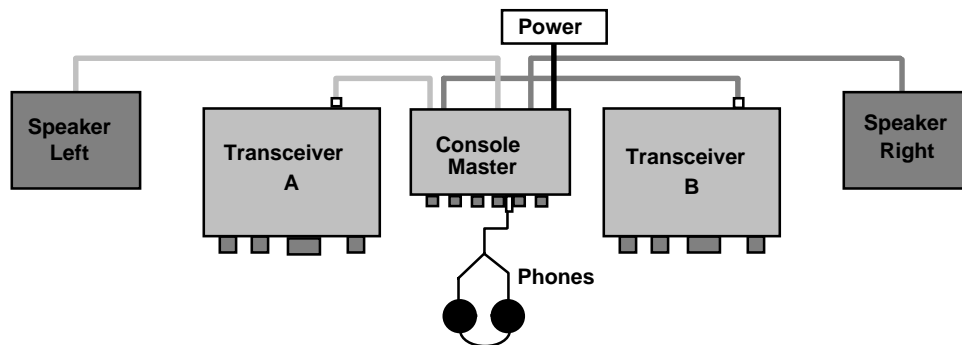 Power
Speaker
Left
Transceiver
A
Console
Master
Transceiver
B
Speaker
Right
Phones